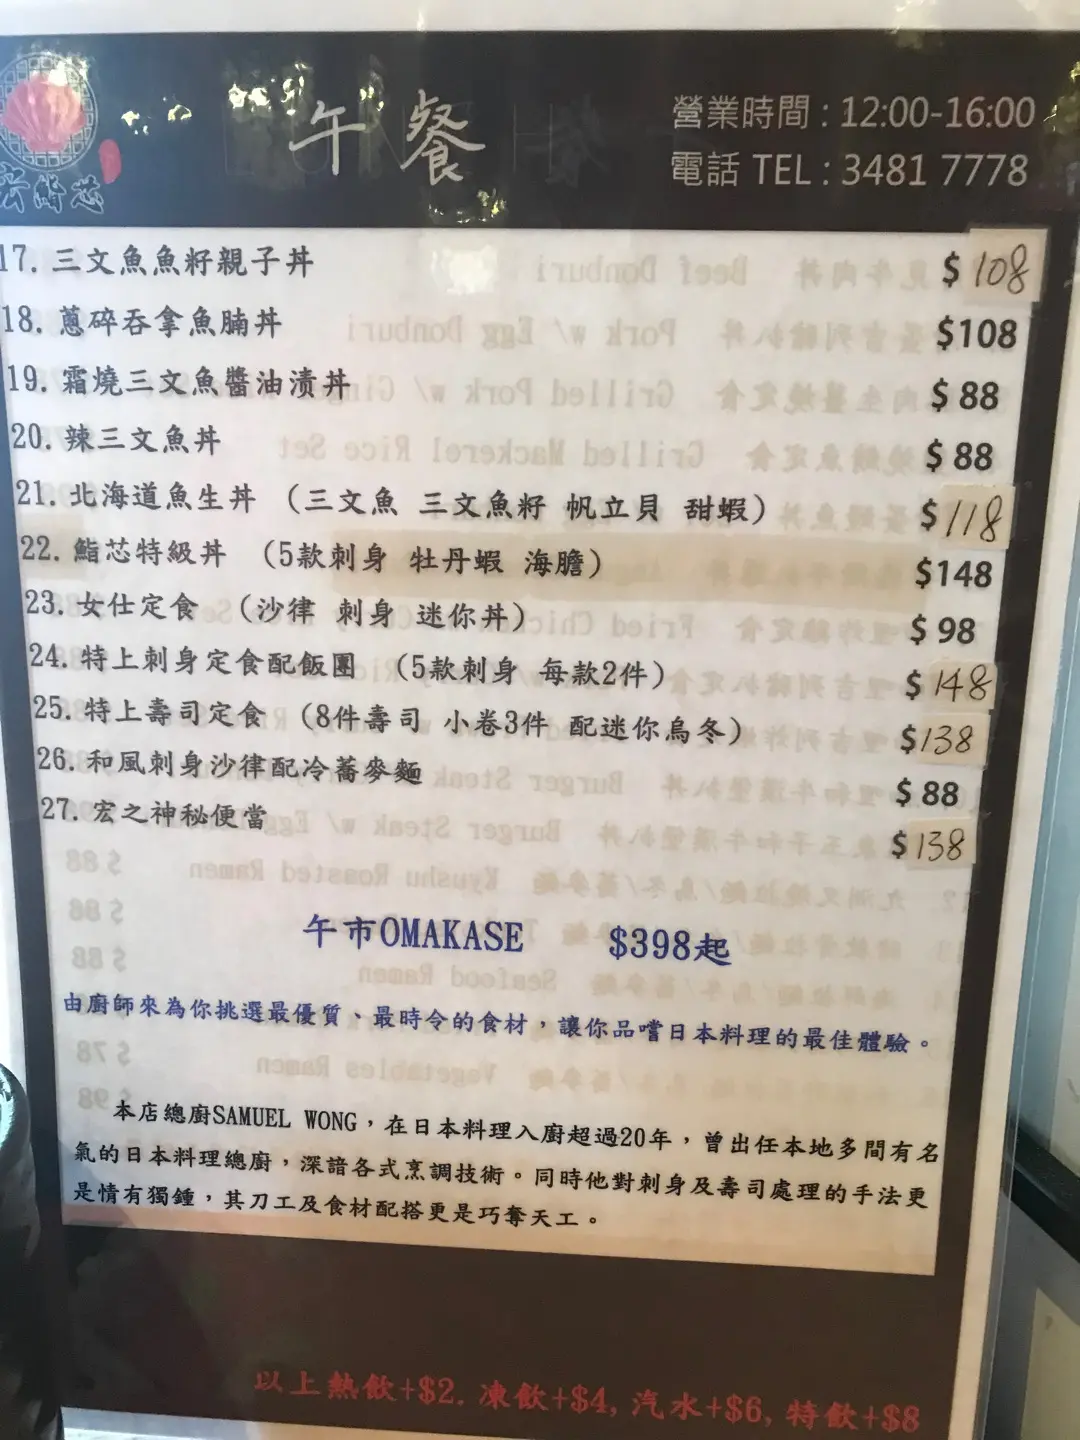 宏鮨芯
午餐
營業時間 : 12:00-16:00
電話 TEL : 3481 7778
17. 三文魚魚籽親子丼 $ 108
18. 蔥碎吞拿魚腩丼 $108
19. 霜燒三文魚醬油漬丼 $ 88
20. 辣三文魚丼 $ 88
21. 北海道魚生丼 (三文魚 三文魚籽 帆立貝 甜蝦) $ 118
22. 鮨芯特級丼 (5款刺身 牡丹蝦 海膽) $148
23. 女仕定食 (沙律 刺身 迷你丼) $ 98
24. 特上刺身定食配飯團 (5款刺身 每款2件) $ 148
25. 特上壽司定食 (8件壽司 小卷3件 配迷你烏冬) $138
26. 和風刺身沙律配冷蕎麥麵 $ 88
27. 宏之神秘便當 $ 138
午市OMAKASE $398起
由廚師來為你挑選最優質、最時令的食材，讓你品嚐日本料理的最佳體驗。
本店總廚SAMUEL WONG，在日本料理入廚超過20年，曾出任本地多間有名
氣的日本料理總廚，深諳各式烹調技術。同時他對刺身及壽司處理的手法更
是情有獨鍾，其刀工及食材配搭更是巧奪天工。
以上熱飲+$2. 凍飲+$4, 汽水+$6, 特飲+$8